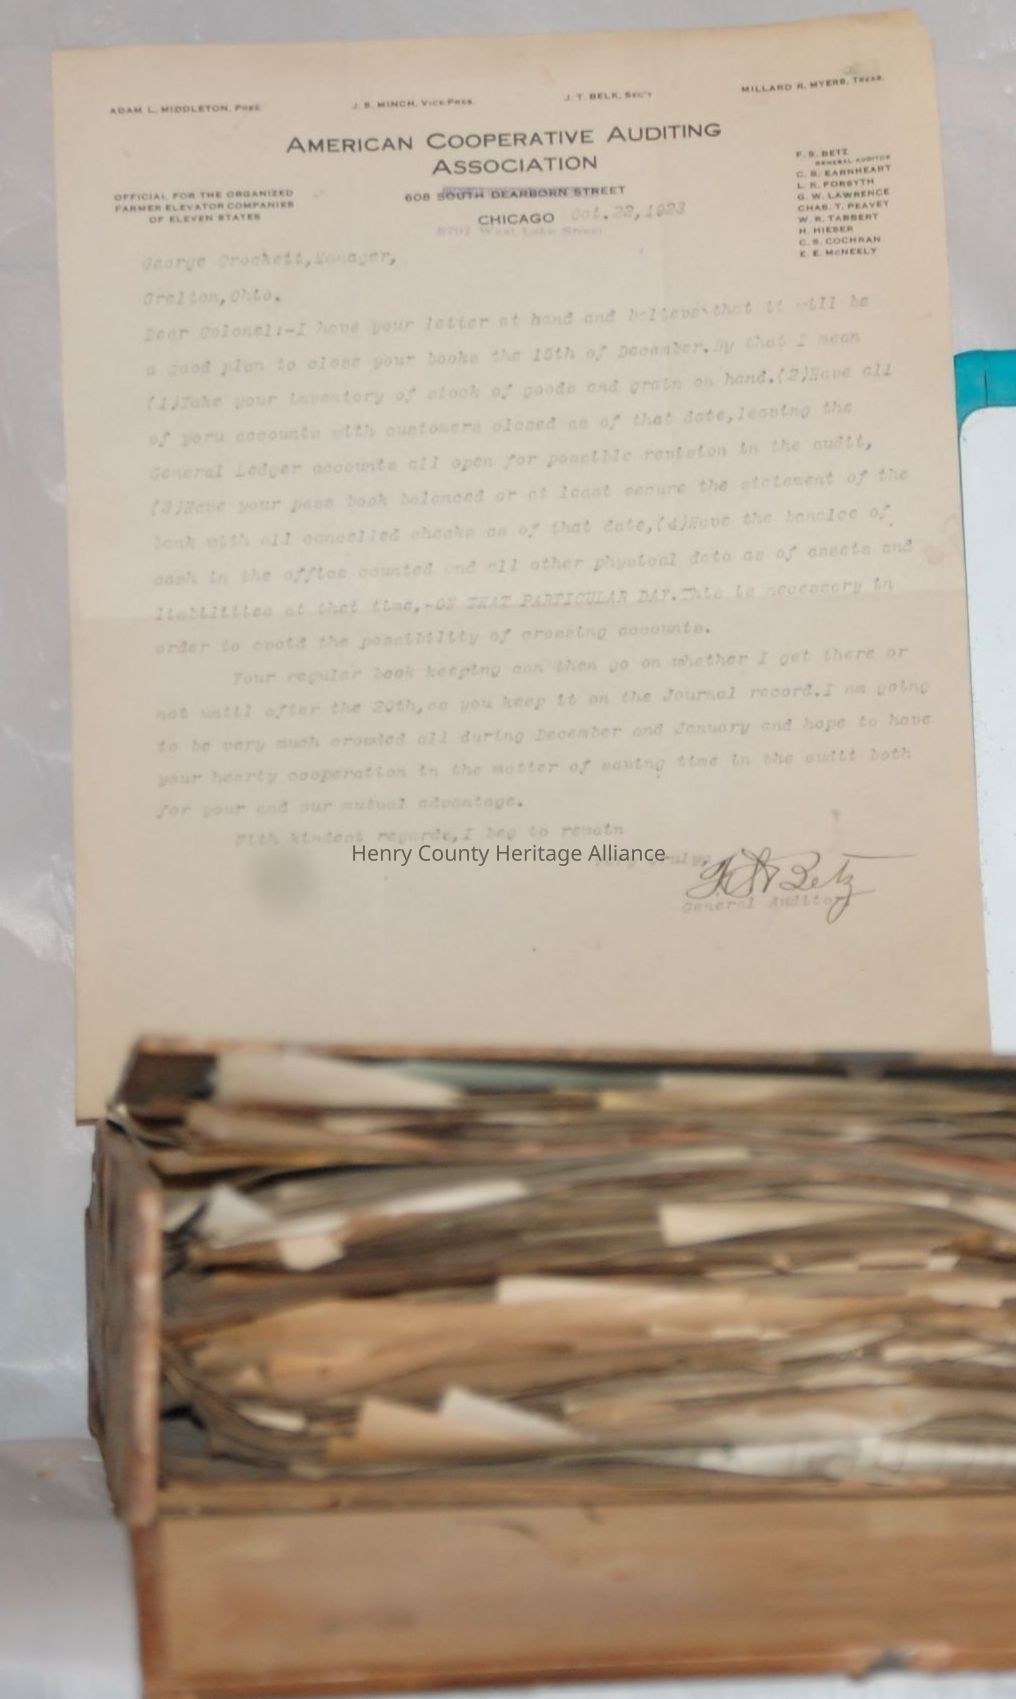 ADAM L. MIDDLETON, PRES.
J. S. MINCH, VICE-PRES.
J. T. BELK, SEC'Y
MILLARD R. MYERS, TREAS.
AMERICAN COOPERATIVE AUDITING
ASSOCIATION
OFFICIAL FOR THE ORGANIZED
FARMER ELEVATOR COMPANIES
OF ELEVEN STATES
608 SOUTH DEARBORN STREET
CHICAGO Oct.22,1923
5707 West Lake Street
F. S. BETZ
GENERAL AUDITOR
C. B. EARNHEART
L. R. FORSYTH
G. W. LAWRENCE
CHAS. T. PEAVEY
W. R. TABBERT
H. HIEBER
C. S. COCHRAN
E. E. MCNEELY
George Crockett,Manager,
Grelton,Ohio.
Dear Colonel:-I have your letter at hand and believe that it will be
a good plan to close your books the 15th of December.By that I mean
(1)Take your inventory of stock of goods and grain on hand.(2)Have all
of yoru accounts with customers closed as of that date,leaving the
General Ledger accounts all open for possible revision in the audit,
(3)Have your pass book balanced or at least secure the statement of the
bank with all cancelled checks as of that date,(4)Have the banalce of
cash in the office counted and all other physical data as of assets and
liabilities at that time,-ON THAT PARTICULAR DAY.This is necessary in
order to avoid the possibility of crossing accounts.
Your regular book keeping can then go on whether I get there or
not until after the 20th,as you keep it on the Journal record.I am going
to be very much crowded all during December and January and hope to have
your hearty cooperation in the matter of saving time in the audit both
for your and our mutual advantage.
With kindest regards,I beg to remain
Very truly,
F S Betz
General Auditor
Henry County Heritage Alliance